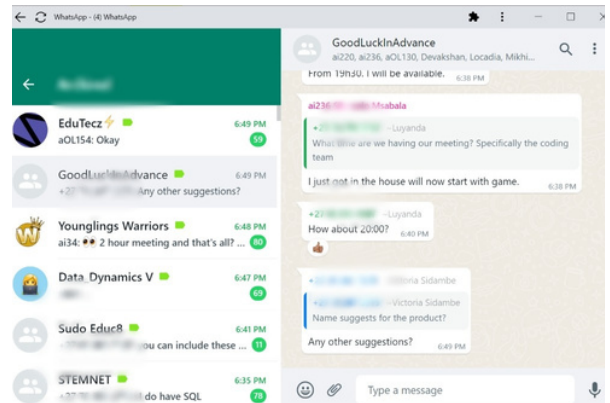 WhatsApp - (4) WhatsApp
EduTecz⚡ 6:49 PM
aOL154: Okay 59
GoodLuckInAdvance 6:49 PM
+27 Any other suggestions?
Younglings Warriors 6:48 PM
ai34: 👀 2 hour meeting and that's all? ... 80
Data_Dynamics V 6:47 PM
69
Sudo Educ8 6:41 PM
you can include these ... 11
STEMNET 6:35 PM
do have SQL 78
GoodLuckInAdvance
ai220, ai236, aOL130, Devakshan, Locadia, Mikhi...
From 19h30. I will be available. 6:38 PM
ai236 Msabala
~Luyanda
are we having our meeting? Specifically the coding
team
I just got in the house will now start with game. 6:38 PM
~Luyanda
How about 20:00? 6:40 PM
Sidambe
~Victoria Sidambe
Name suggests for the product?
Any other suggestions? 6:49 PM
Type a message